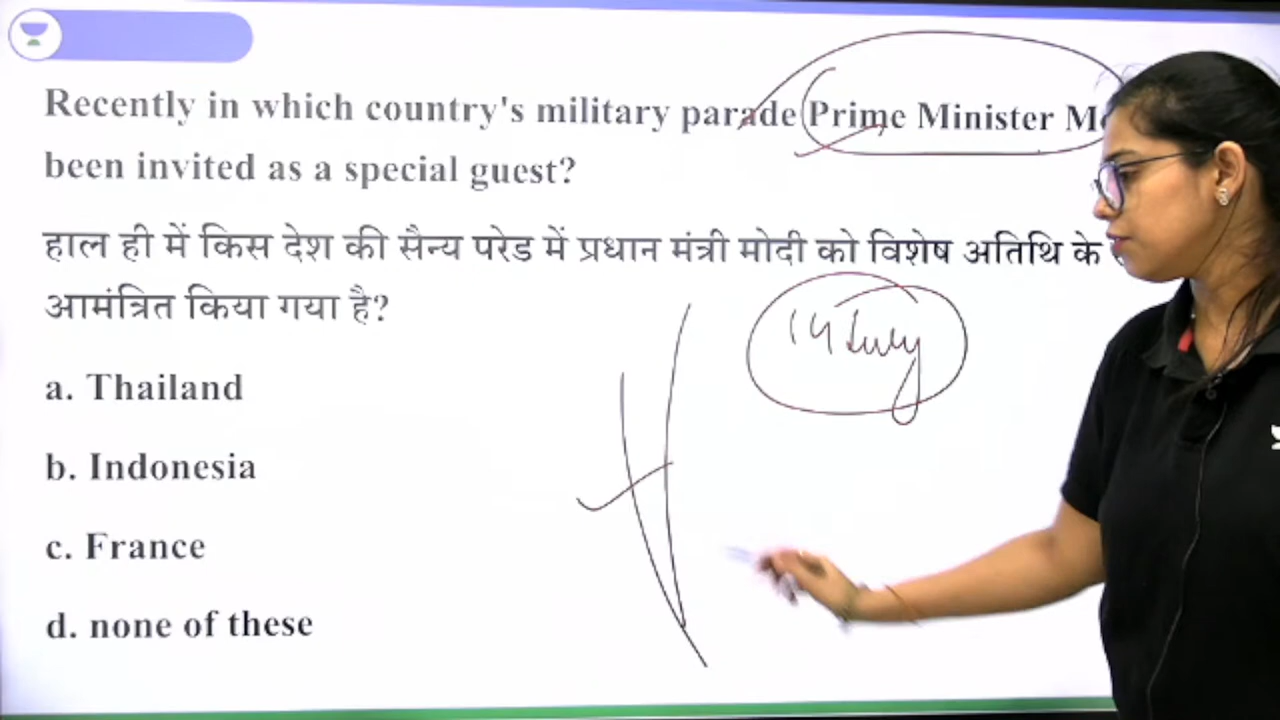 Recently in which country's military parade Prime Minister
been invited as a special guest?
हाल ही में किस देश की सैन्य परेड में प्रधान मंत्री मोदी को विशेष अतिथि के
आमंत्रित किया गया है?
14 July
a. Thailand
b. Indonesia
c. France
d. none of these